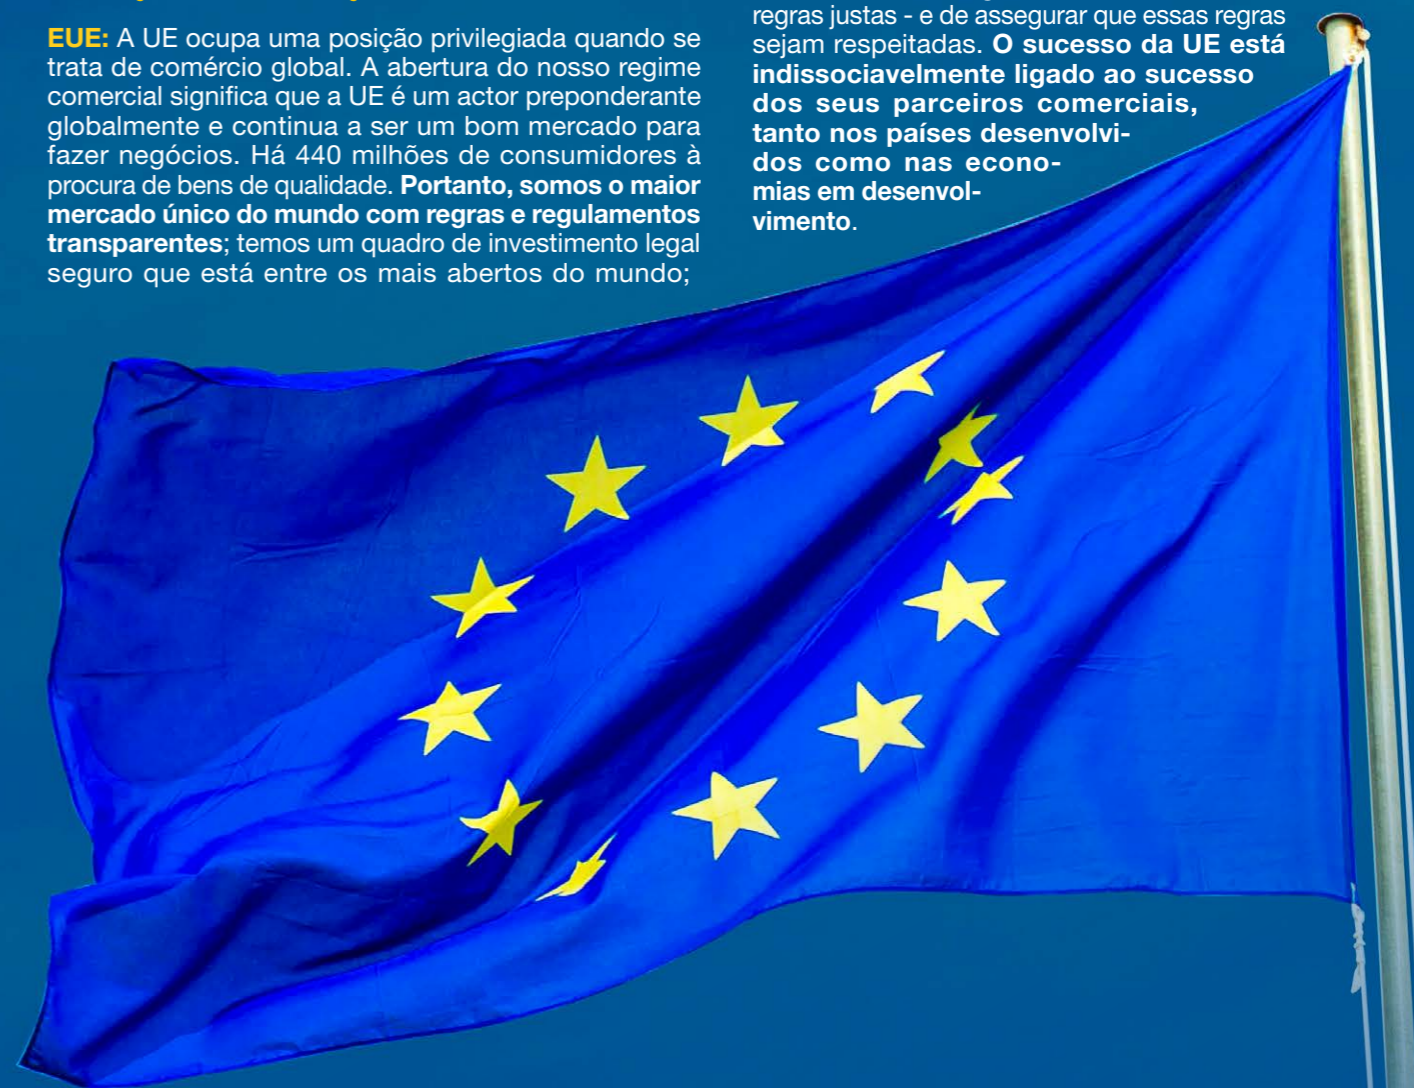 EUE: A UE ocupa uma posição privilegiada quando se
trata de comércio global. A abertura do nosso regime
comercial significa que a UE é um actor preponderante
globalmente e continua a ser um bom mercado para
fazer negócios. Há 440 milhões de consumidores à
procura de bens de qualidade. Portanto, somos o maior
mercado único do mundo com regras e regulamentos
transparentes; temos um quadro de investimento legal
seguro que está entre os mais abertos do mundo;
regras justas - e de assegurar que essas regras
sejam respeitadas. O sucesso da UE está
indissociavelmente ligado ao sucesso
dos seus parceiros comerciais,
tanto nos países desenvolvi-
dos como nas econo-
mias em desenvol-
vimento.